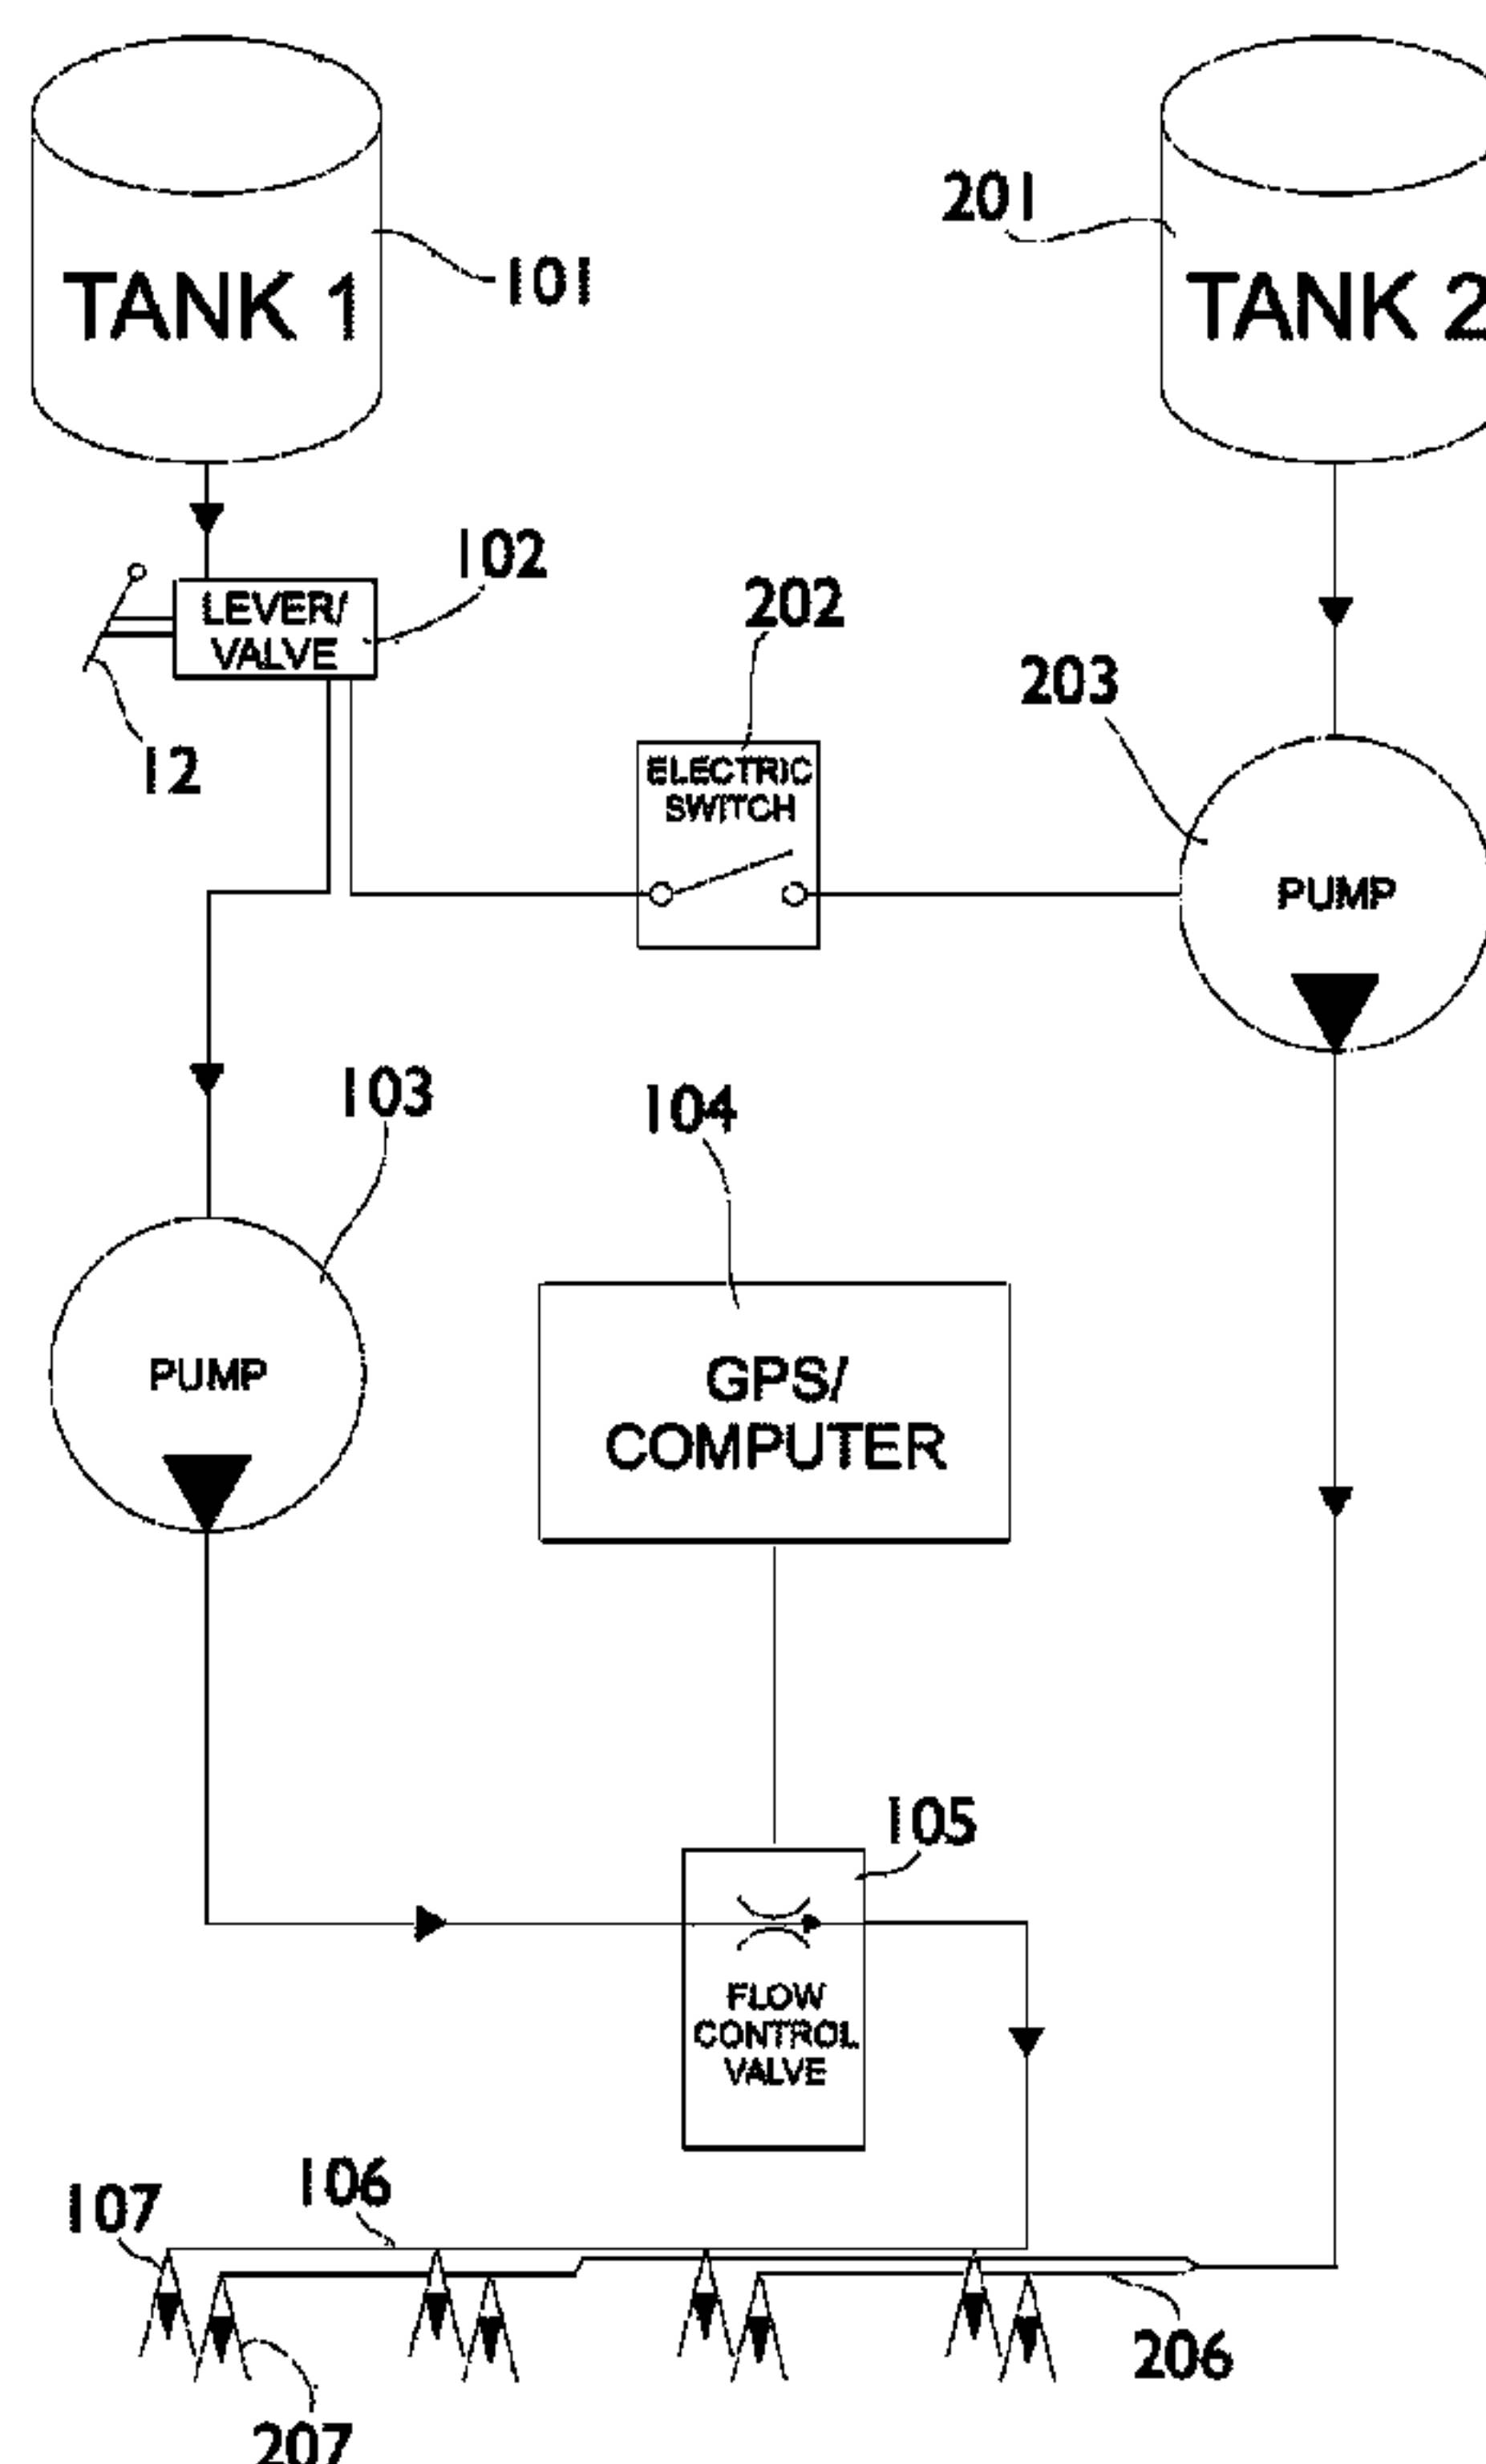 201
TANK 1
101
TANK 2
102
LEVER/
VALVE
202
203
12
ELECTRIC
SWITCH
PUMP
103
104
PUMP
GPS/
COMPUTER
105
FLOW
CONTROL
VALVE
106
107
206
207